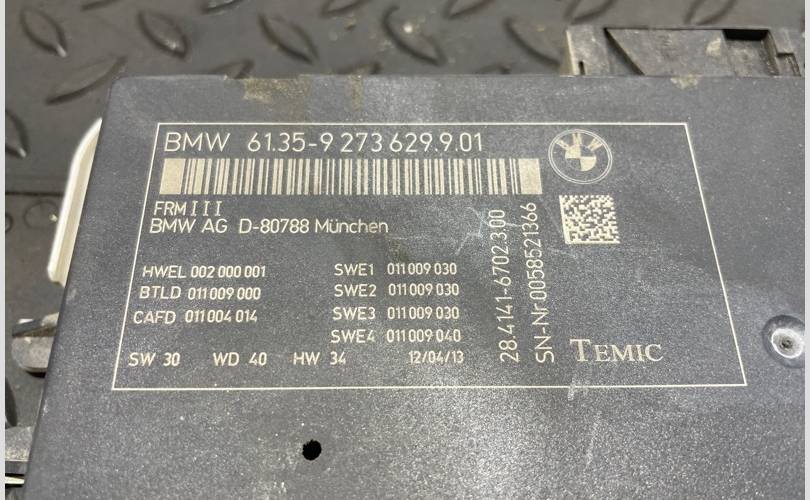 BMW 61.35-9 273 629.9.01
BMW
FRM III
BMW AG D-80788 München
HWEL 002 000 001
BTLD 011 009 000
CAFD 011 004 014
SWE1 011 009 030
SWE2 011 009 030
SWE3 011 009 030
SWE4 011 009 040
SW 30 WD 40 HW 34 12/04/13
28.4141-6702.3.00
SN-Nr.0058521366
TEMIC